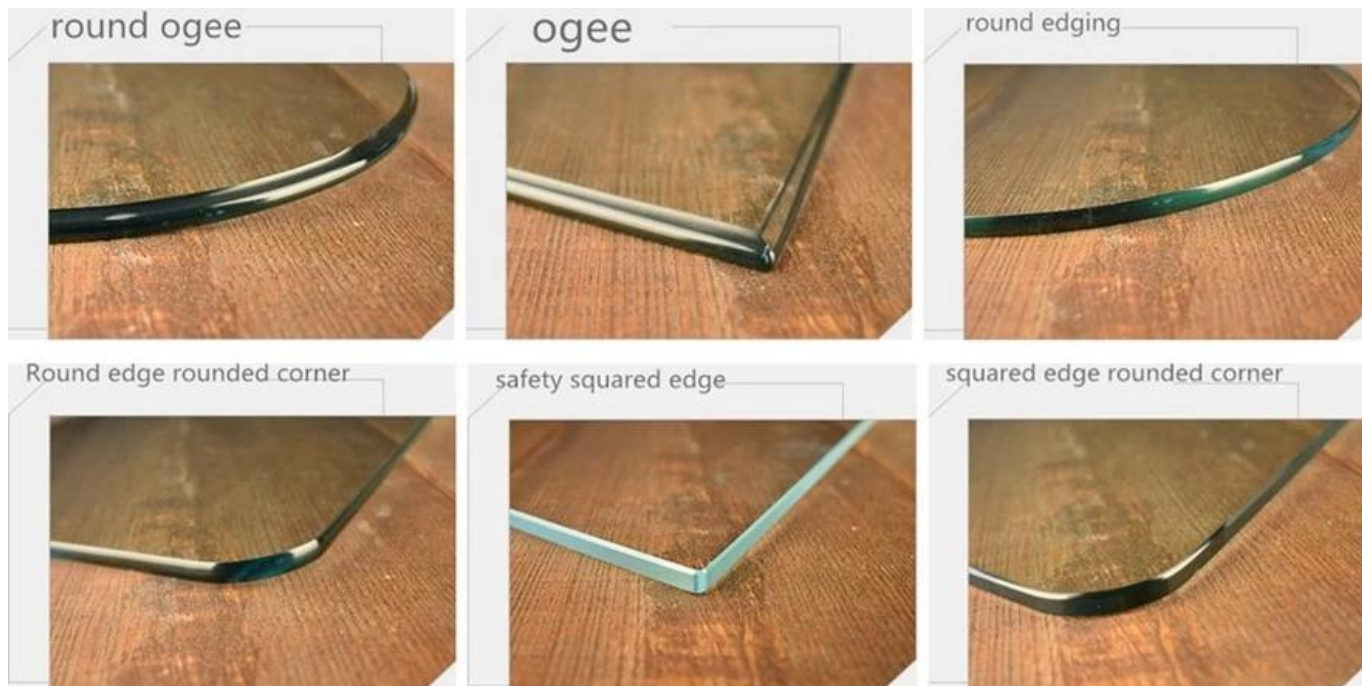 round ogee
ogee
round edging
Round edge rounded corner
safety squared edge
squared edge rounded corner